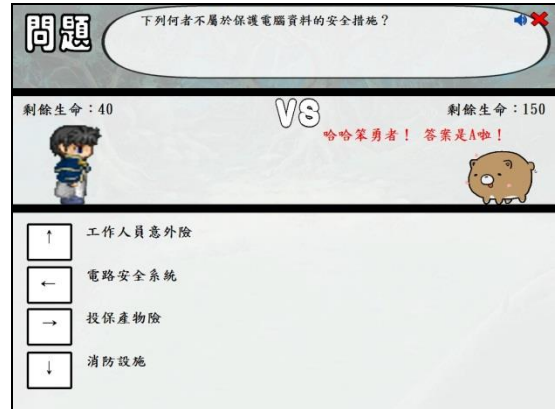 問題
下列何者不屬於保護電腦資料的安全措施？
剩餘生命：40
VS
剩餘生命：150
哈哈笨勇者！ 答案是A啦！
↑ 工作人員意外險
← 電路安全系統
→ 投保產物險
↓ 消防設施